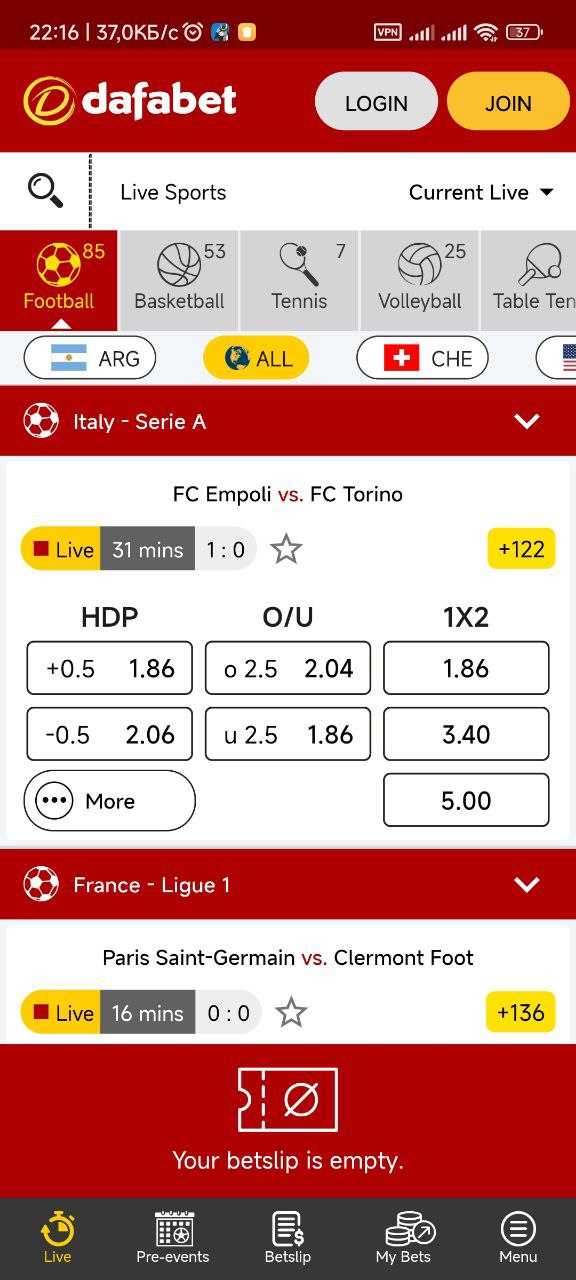 22:16 | 37,0КБ/с VPN 37
dafabet LOGIN JOIN
Live Sports Current Live
85 53 7 25
Football Basketball Tennis Volleyball Table Ten
ARG ALL CHE
Italy - Serie A
FC Empoli vs. FC Torino
Live 31 mins 1 : 0 +122
HDP O/U 1X2
+0.5 1.86 o 2.5 2.04 1.86
-0.5 2.06 u 2.5 1.86 3.40
More 5.00
France - Ligue 1
Paris Saint-Germain vs. Clermont Foot
Live 16 mins 0 : 0 +136
Your betslip is empty.
Live Pre-events Betslip My Bets Menu